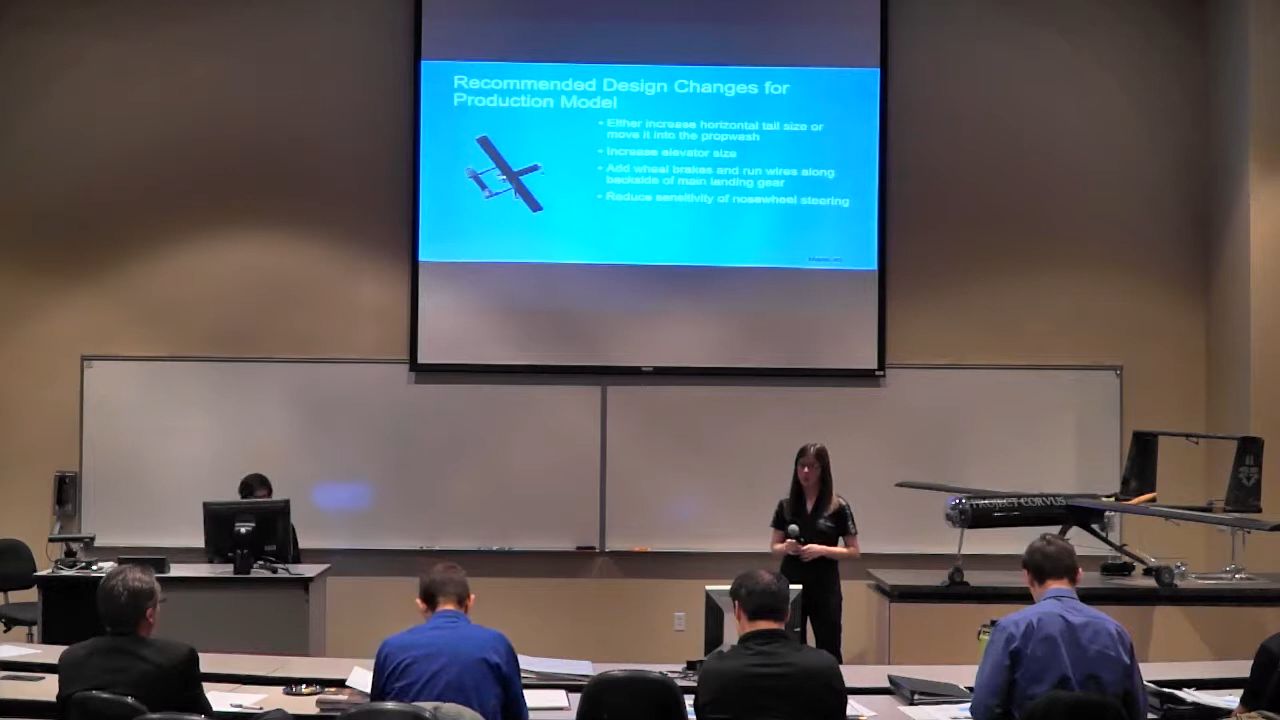 Recommended Design Changes for
Production Model
• Either increase horizontal tail size or
move it into the propwash
• Increase elevator size
• Add wheel brakes and run wires along
backside of main landing gear
• Reduce sensitivity of nosewheel steering
PROJECT CORVUS